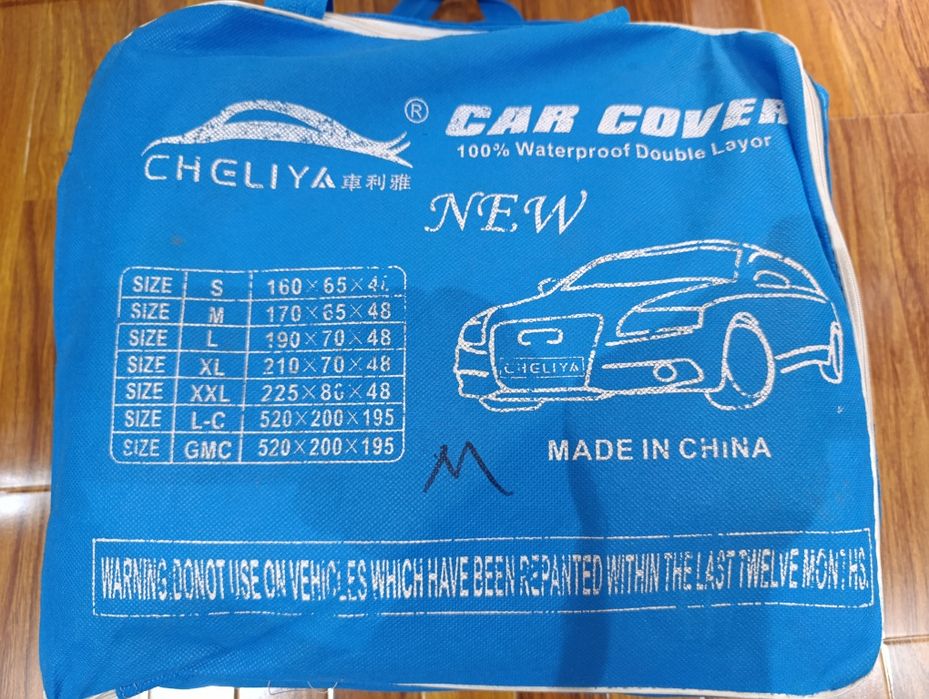 CHELIYA 車利雅 ®
CAR COVER
100% Waterproof Double Layor
NEW
SIZE S 160×65×48
SIZE M 170×65×48
SIZE L 190×70×48
SIZE XL 210×70×48
SIZE XXL 225×80×48
SIZE L-C 520×200×195
SIZE GMC 520×200×195
CHELIYA
M
MADE IN CHINA
WARNING:DONOT USE ON VEHICLES WHICH HAVE BEEN REPANTED WITHIN THE LAST TWELVE MONTHS.